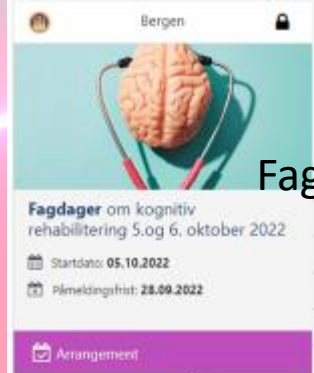 Bergen
Fag
Fagdager om kognitiv
rehabilitering 5.og 6. oktober 2022
Startdato: 05.10.2022
Påmeldingsfrist: 28.09.2022
Arrangement